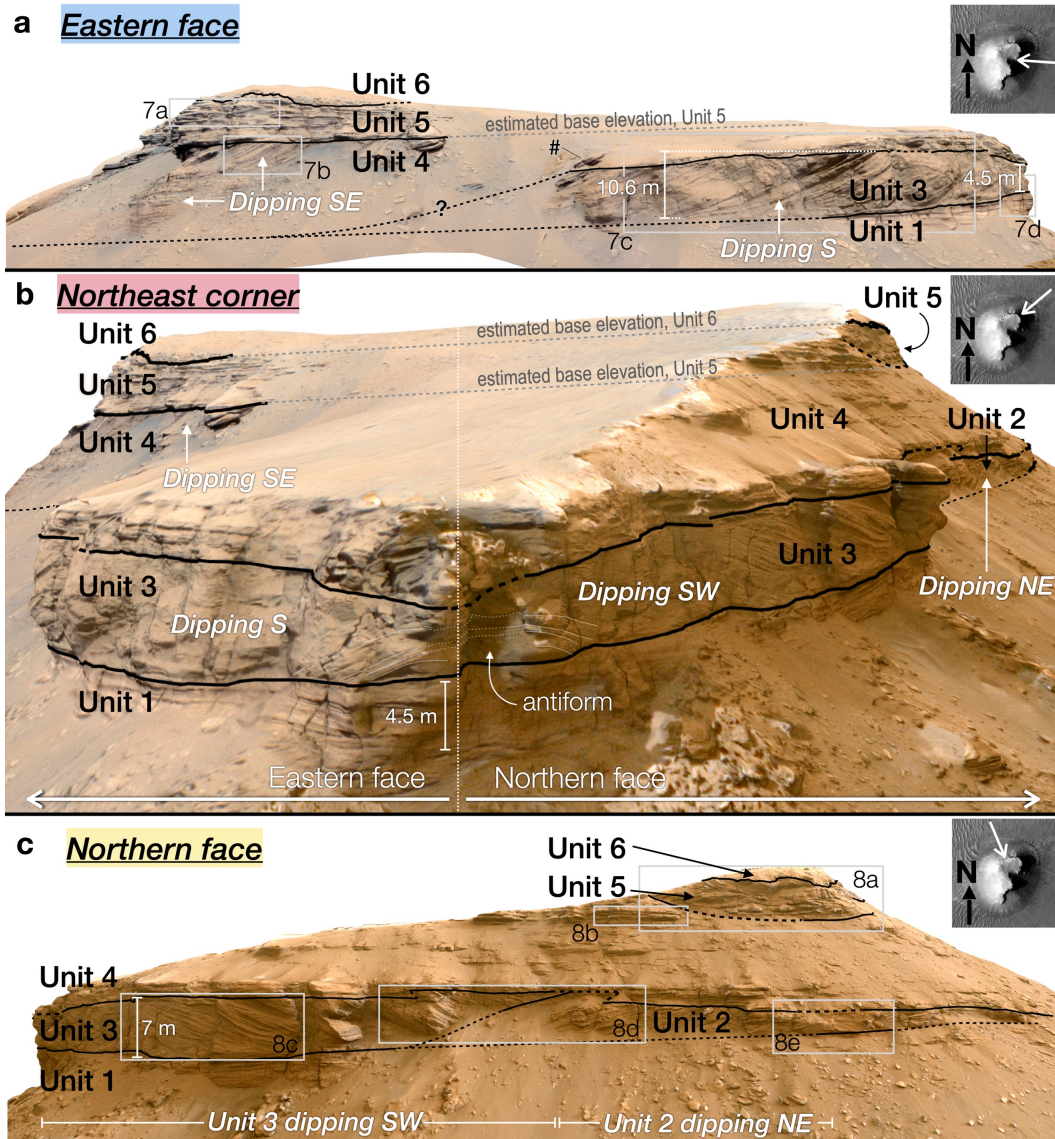 a Eastern face
N
Unit 6
7a
Unit 5
estimated base elevation, Unit 5
Unit 4
7b
#
Dipping SE
?
10.6 m
Unit 3
4.5 m
7c
Dipping S
Unit 1
7d
b Northeast corner
N
Unit 5
Unit 6
estimated base elevation, Unit 6
Unit 5
estimated base elevation, Unit 5
Unit 4
Unit 4
Unit 2
Dipping SE
Unit 3
Unit 3
Dipping SW
Dipping NE
Dipping S
Unit 1
antiform
4.5 m
Eastern face
Northern face
c Northern face
N
Unit 6
Unit 5
8a
8b
Unit 4
Unit 3
7 m
8c
8d
Unit 2
8e
Unit 1
Unit 3 dipping SW
Unit 2 dipping NE